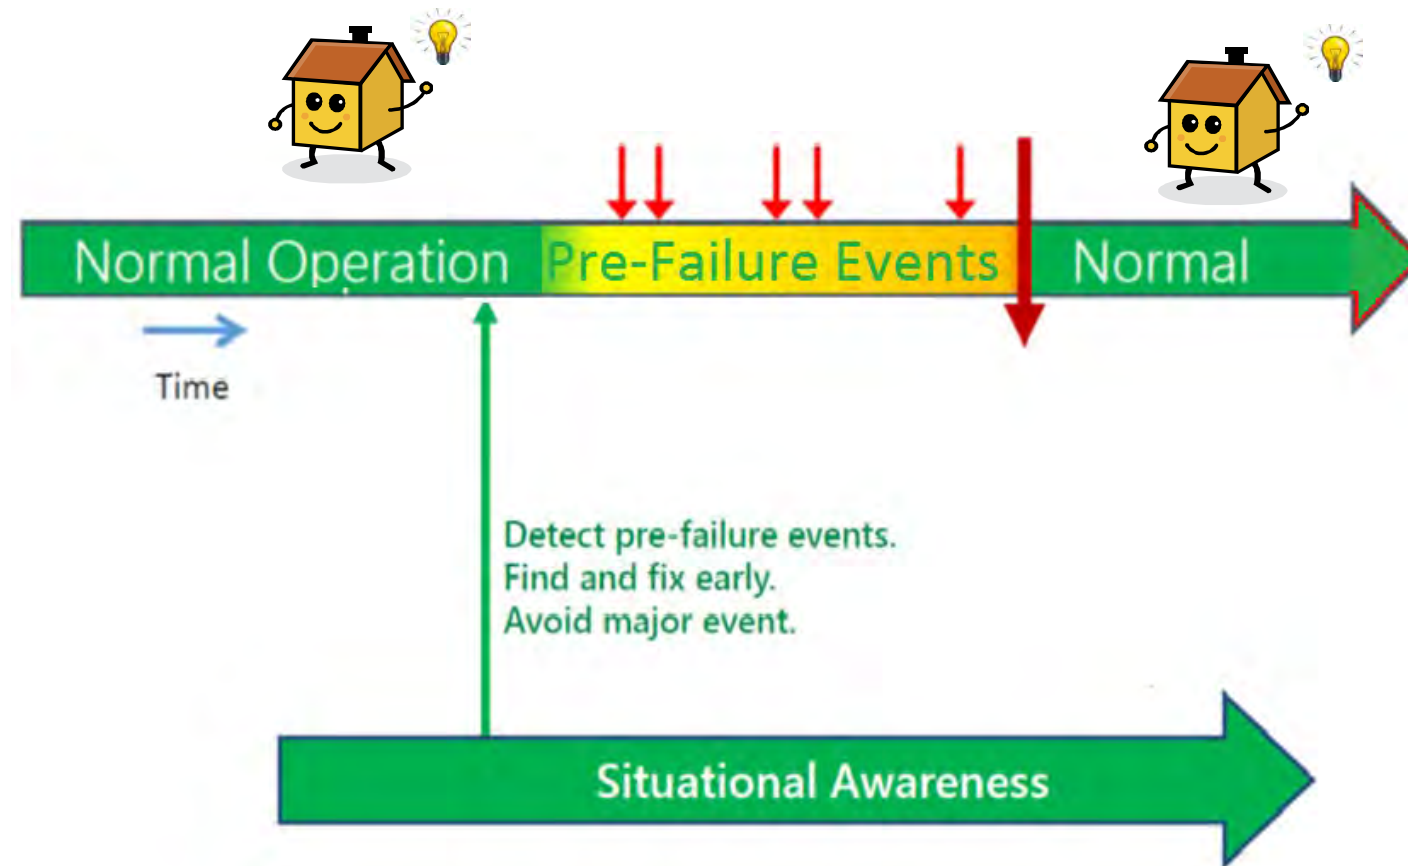 Normal Operation Pre-Failure Events Normal
Time
Detect pre-failure events.
Find and fix early.
Avoid major event.
Situational Awareness